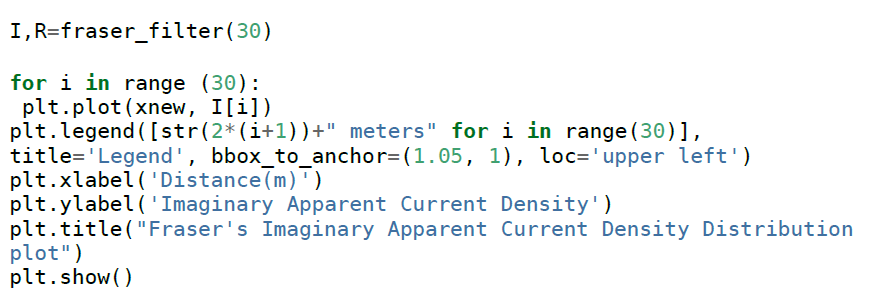 I,R=fraser_filter(30)

for i in range (30):
 plt.plot(xnew, I[i])
plt.legend([str(2*(i+1))+" meters" for i in range(30)],
title='Legend', bbox_to_anchor=(1.05, 1), loc='upper left')
plt.xlabel('Distance(m)')
plt.ylabel('Imaginary Apparent Current Density')
plt.title("Fraser's Imaginary Apparent Current Density Distribution
plot")
plt.show()